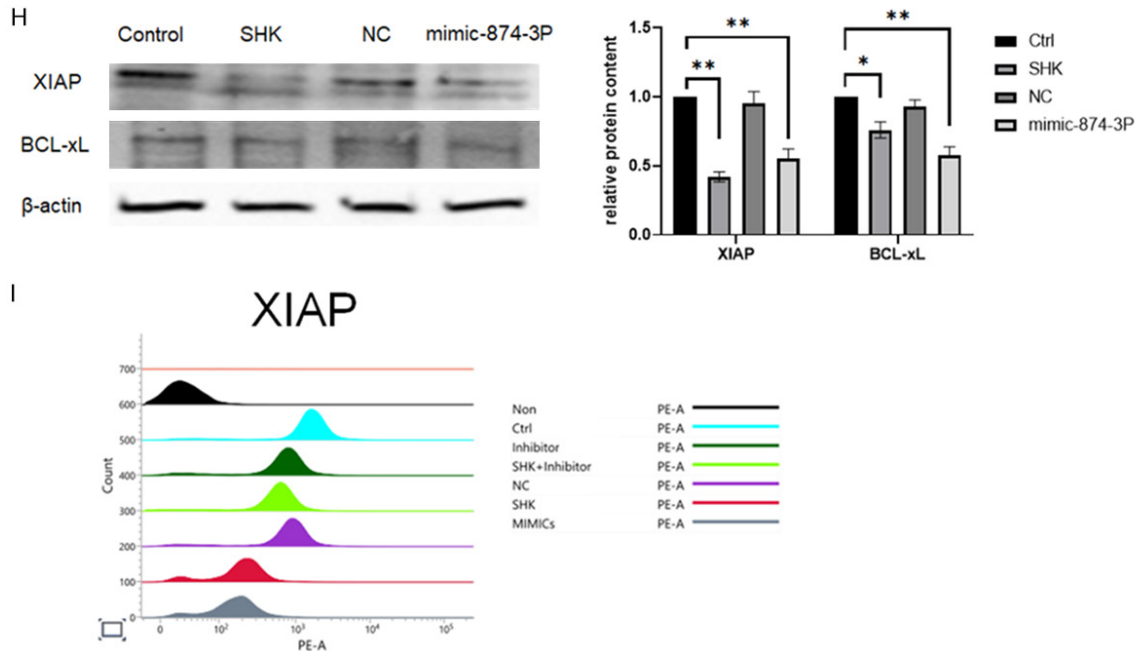 H
Control SHK NC mimic-874-3P
XIAP
BCL-xL
β-actin
relative protein content
1.5
1.0
0.5
0.0
** ** * **
XIAP BCL-xL
Ctrl
SHK
NC
mimic-874-3P
I
XIAP
Count
700
600
500
400
300
200
100
0
0 10² 10³ 10⁴ 10⁵
PE-A
Non PE-A
Ctrl PE-A
Inhibitor PE-A
SHK+Inhibitor PE-A
NC PE-A
SHK PE-A
MIMICs PE-A